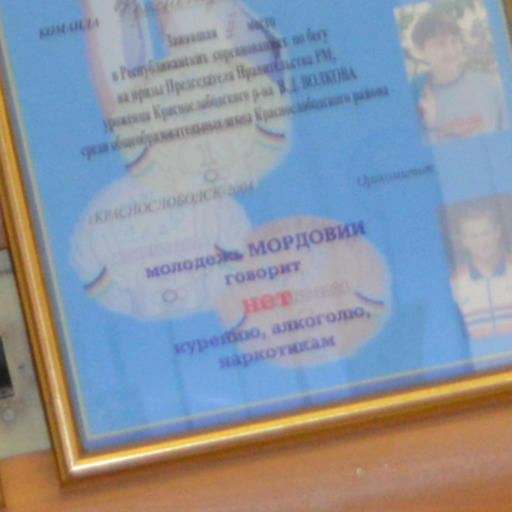 КОМАНДА
Занявшая место
в Республиканских соревнованиях по бегу
на призы Председателя Правительства РМ,
уроженца Краснослободского р-на В.Д. ВОЛКОВА
среди общеобразовательных школ Краснослободского района
г.КРАСНОСЛОБОДСК-2004
Оргкомитет
молодежь МОРДОВИИ
говорит
нет
курению, алкоголю,
наркотикам